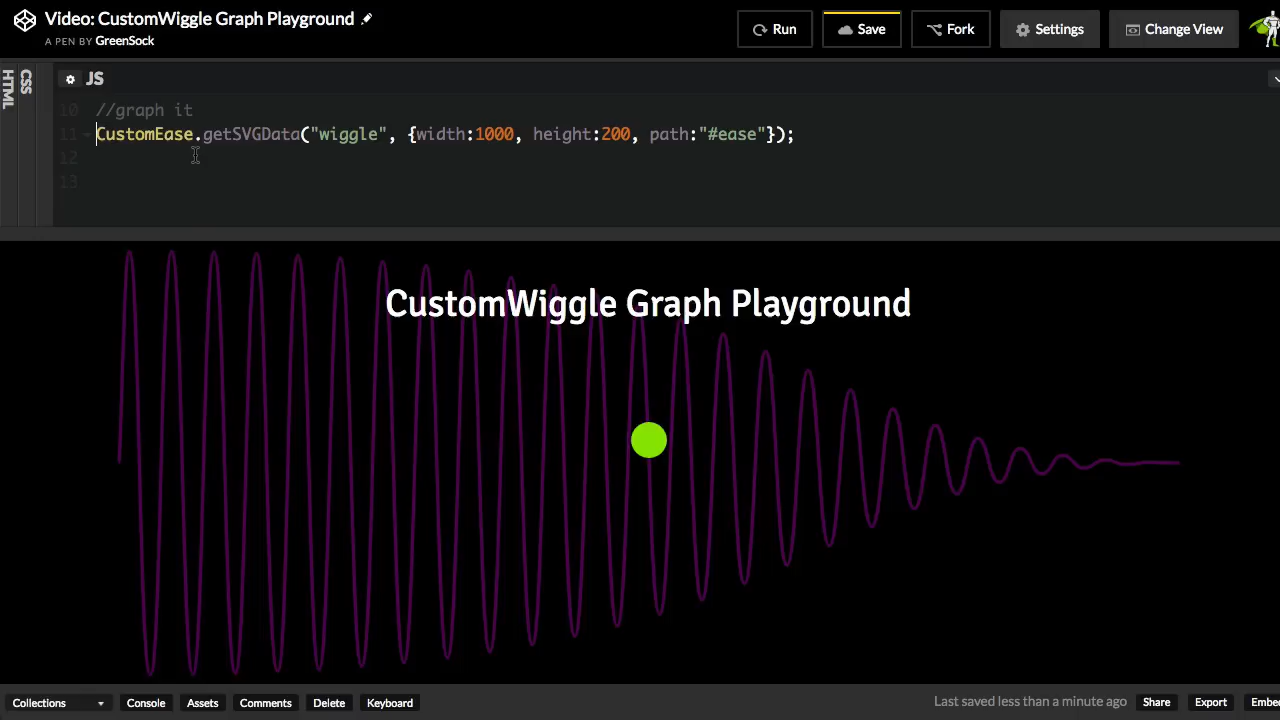 Video: CustomWiggle Graph Playground
A PEN BY GreenSock
Run
Save
Fork
Settings
Change View
HTML
CSS
JS
10 //graph it
11 CustomEase.getSVGData("wiggle", {width:1000, height:200, path:"#ease"});
12
13
CustomWiggle Graph Playground
Collections
Console
Assets
Comments
Delete
Keyboard
Last saved less than a minute ago
Share
Export
Embe